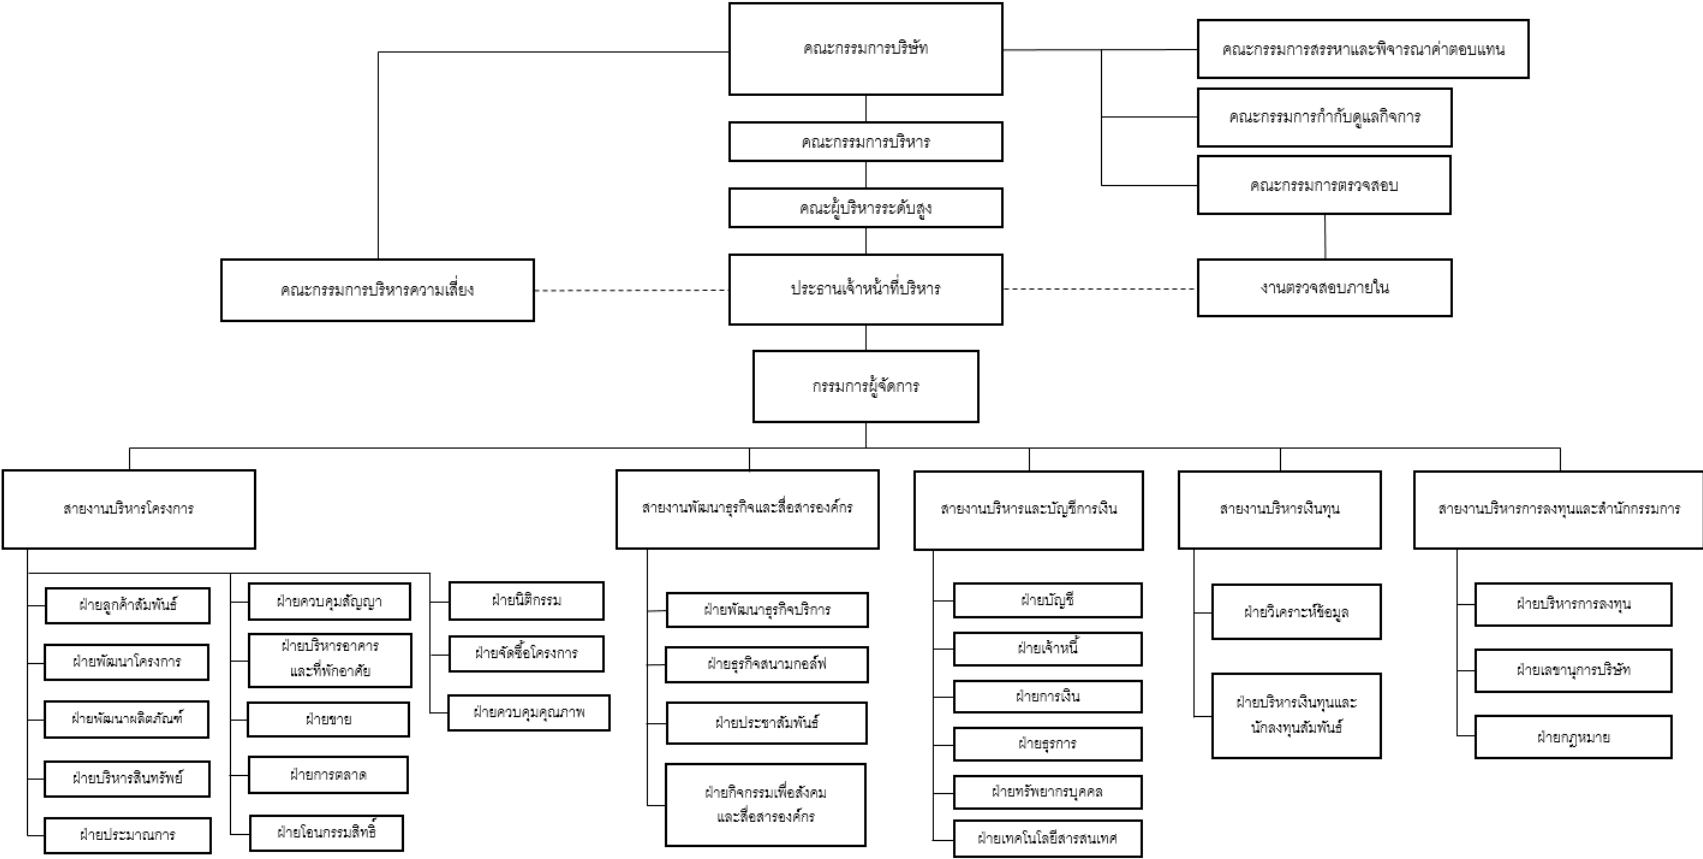 คณะกรรมการบริษัท
คณะกรรมการสรรหาและพิจารณาค่าตอบแทน
คณะกรรมการกำกับดูแลกิจการ
คณะกรรมการบริหาร
คณะกรรมการตรวจสอบ
คณะผู้บริหารระดับสูง
คณะกรรมการบริหารความเสี่ยง
ประธานเจ้าหน้าที่บริหาร
งานตรวจสอบภายใน
กรรมการผู้จัดการ
สายงานบริหารโครงการ
สายงานพัฒนาธุรกิจและสื่อสารองค์กร
สายงานบริหารและบัญชีการเงิน
สายงานบริหารเงินทุน
สายงานบริหารการลงทุนและสำนักกรรมการ
ฝ่ายลูกค้าสัมพันธ์
ฝ่ายพัฒนาโครงการ
ฝ่ายพัฒนาผลิตภัณฑ์
ฝ่ายบริหารสินทรัพย์
ฝ่ายประมาณการ
ฝ่ายควบคุมสัญญา
ฝ่ายบริหารอาคาร
และที่พักอาศัย
ฝ่ายขาย
ฝ่ายการตลาด
ฝ่ายโอนกรรมสิทธิ์
ฝ่ายนิติกรรม
ฝ่ายจัดซื้อโครงการ
ฝ่ายควบคุมคุณภาพ
ฝ่ายพัฒนาธุรกิจบริการ
ฝ่ายธุรกิจสนามกอล์ฟ
ฝ่ายประชาสัมพันธ์
ฝ่ายกิจกรรมเพื่อสังคม
และสื่อสารองค์กร
ฝ่ายบัญชี
ฝ่ายเจ้าหนี้
ฝ่ายการเงิน
ฝ่ายธุรการ
ฝ่ายทรัพยากรบุคคล
ฝ่ายเทคโนโลยีสารสนเทศ
ฝ่ายวิเคราะห์ข้อมูล
ฝ่ายบริหารเงินทุนและ
นักลงทุนสัมพันธ์
ฝ่ายบริหารการลงทุน
ฝ่ายเลขานุการบริษัท
ฝ่ายกฎหมาย